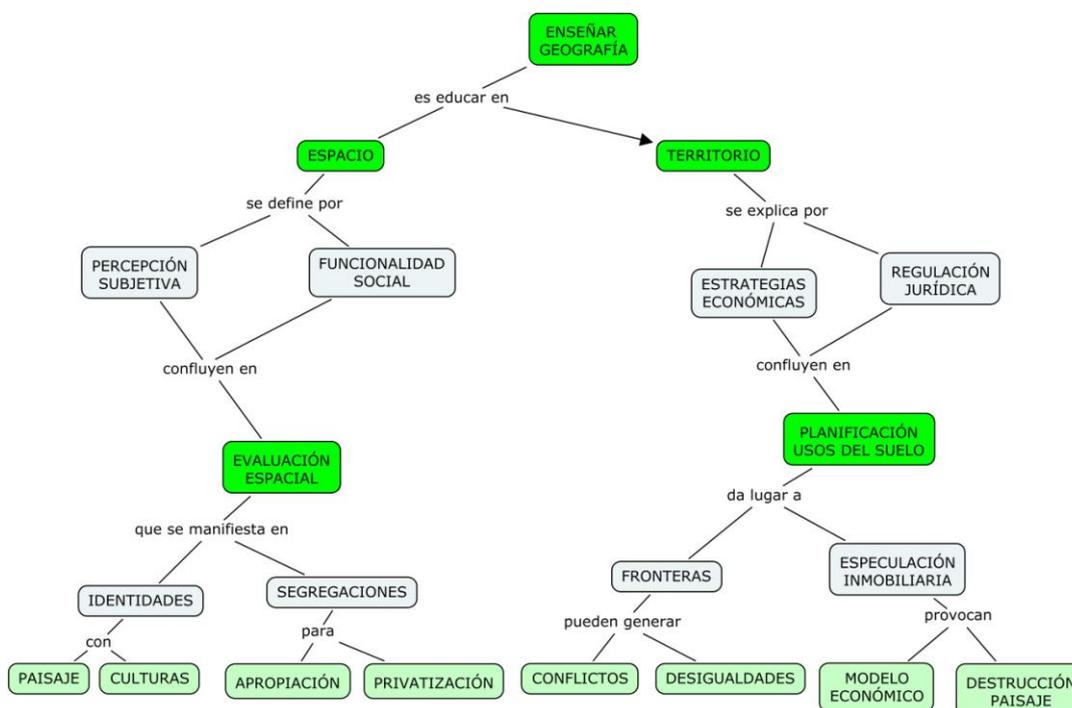 ENSEÑAR
GEOGRAFÍA
es educar en
ESPACIO
TERRITORIO
se define por
se explica por
PERCEPCIÓN
SUBJETIVA
FUNCIONALIDAD
SOCIAL
ESTRATEGIAS
ECONÓMICAS
REGULACIÓN
JURÍDICA
confluyen en
confluyen en
EVALUACIÓN
ESPACIAL
PLANIFICACIÓN
USOS DEL SUELO
que se manifiesta en
da lugar a
IDENTIDADES
SEGREGACIONES
FRONTERAS
ESPECULACIÓN
INMOBILIARIA
con
para
pueden generar
provocan
PAISAJE
CULTURAS
APROPIACIÓN
PRIVATIZACIÓN
CONFLICTOS
DESIGUALDADES
MODELO
ECONÓMICO
DESTRUCCIÓN
PAISAJE